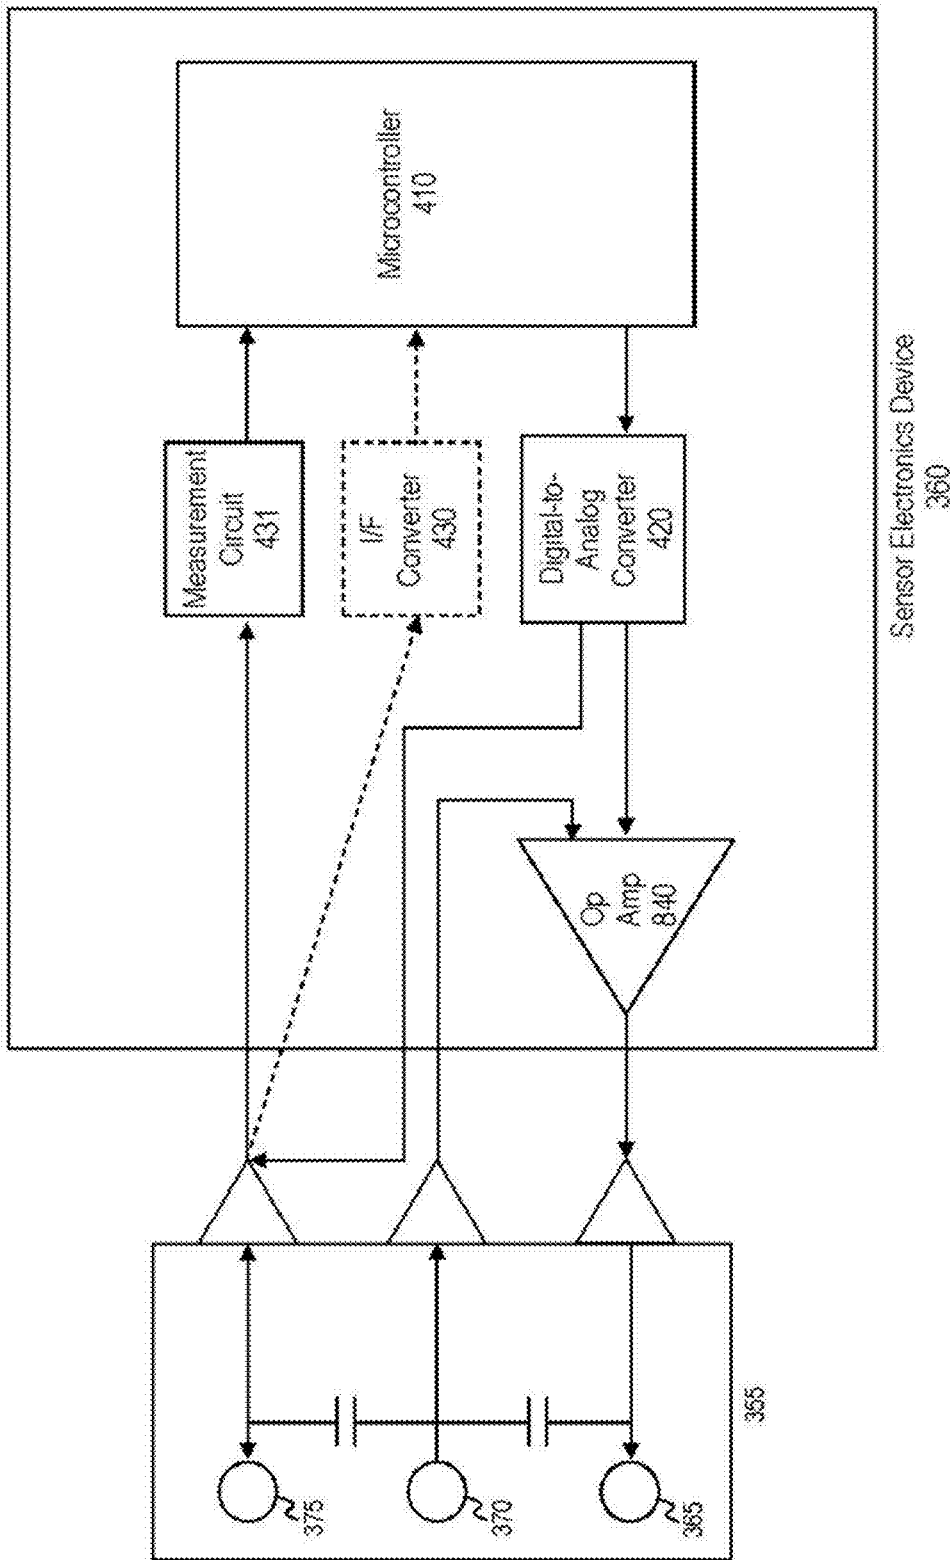 Microcontroller
410
Measurement
Circuit
431
I/F
Converter
430
Digital-to-
Analog
Converter
420
Op
Amp
840
Sensor Electronics Device
360
375
370
365
355